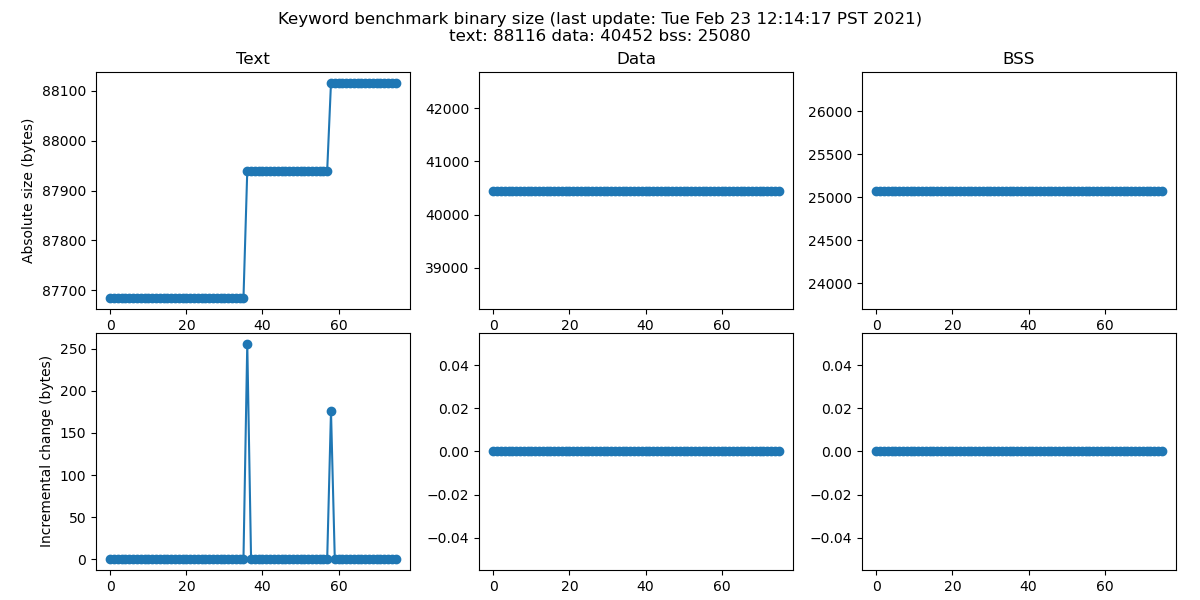 Keyword benchmark binary size (last update: Tue Feb 23 12:14:17 PST 2021)
text: 88116 data: 40452 bss: 25080
Text
Data
BSS
Absolute size (bytes)
88100
88000
87900
87800
87700
0 20 40 60
42000
41000
40000
39000
0 20 40 60
26000
25500
25000
24500
24000
0 20 40 60
Incremental change (bytes)
250
200
150
100
50
0
0 20 40 60
0.04
0.02
0.00
−0.02
−0.04
0 20 40 60
0.04
0.02
0.00
−0.02
−0.04
0 20 40 60